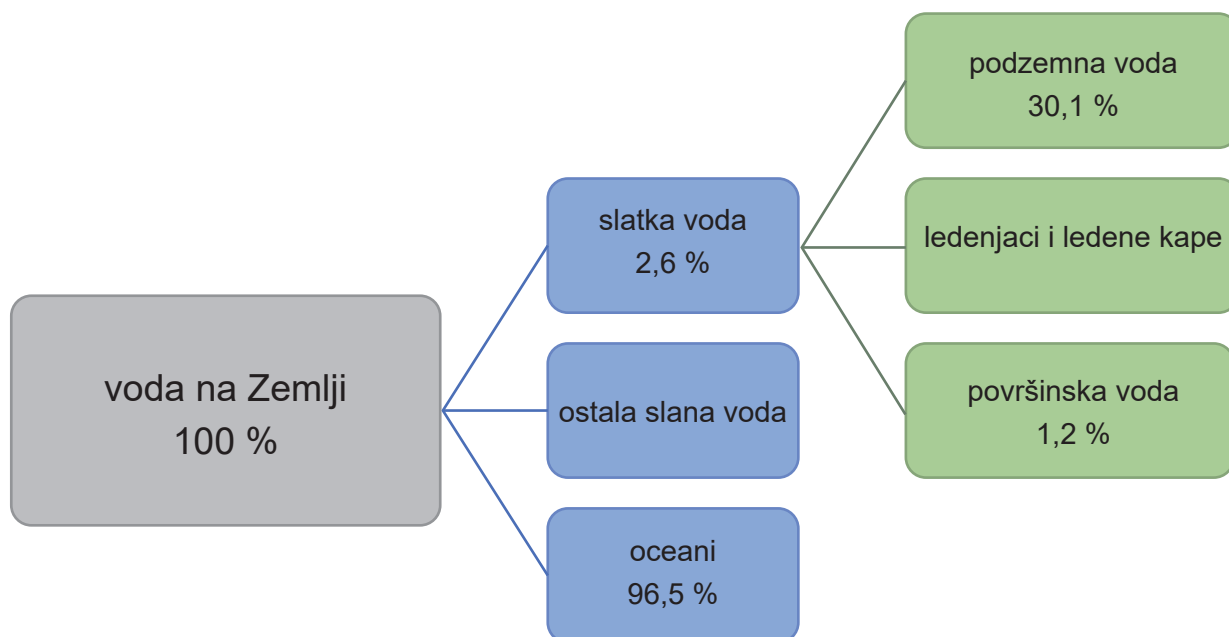 voda na Zemlji
100 %
slatka voda
2,6 %
ostala slana voda
oceani
96,5 %
podzemna voda
30,1 %
ledenjaci i ledene kape
površinska voda
1,2 %